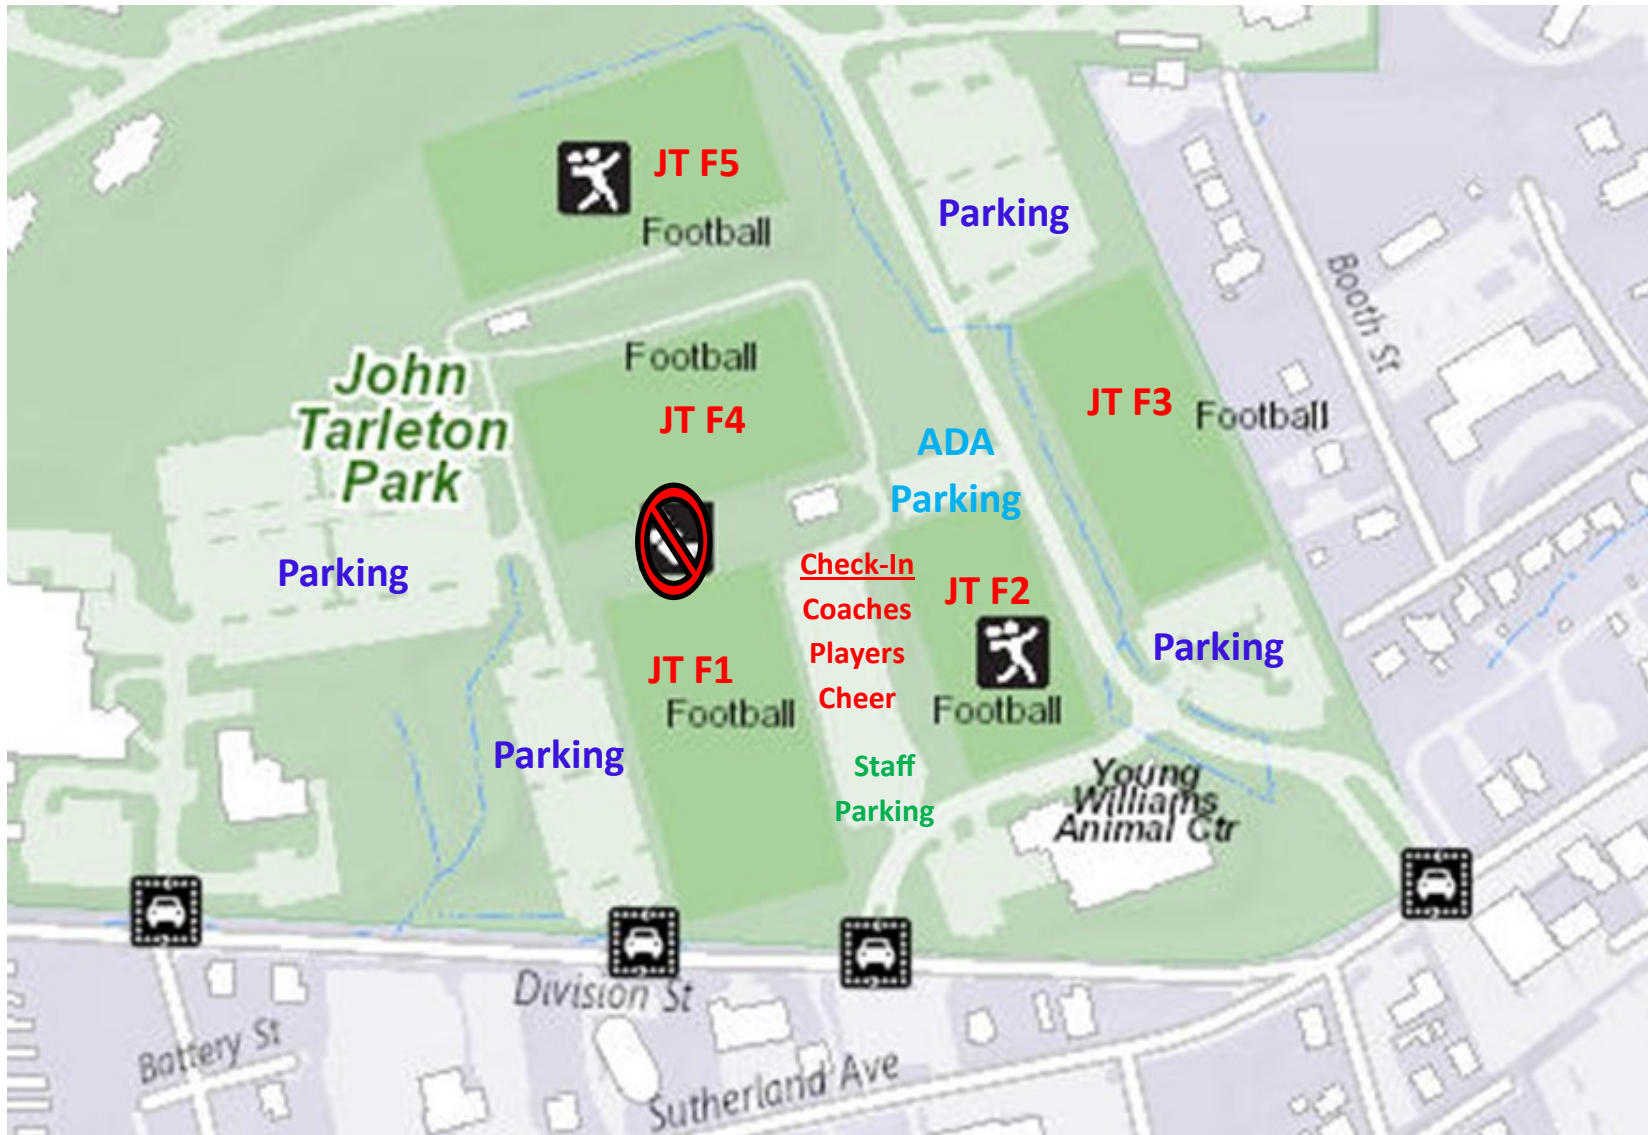 JT F5
Football
Parking
Booth St
Football
JT F4
John
Tarleton
Park
JT F3
Football
ADA
Parking
Parking
Check-In
Coaches
Players
Cheer
JT F2
Football
JT F1
Football
Parking
Parking
Staff
Parking
Young
Williams
Animal Ctr
Division St
Battery St
Sutherland Ave